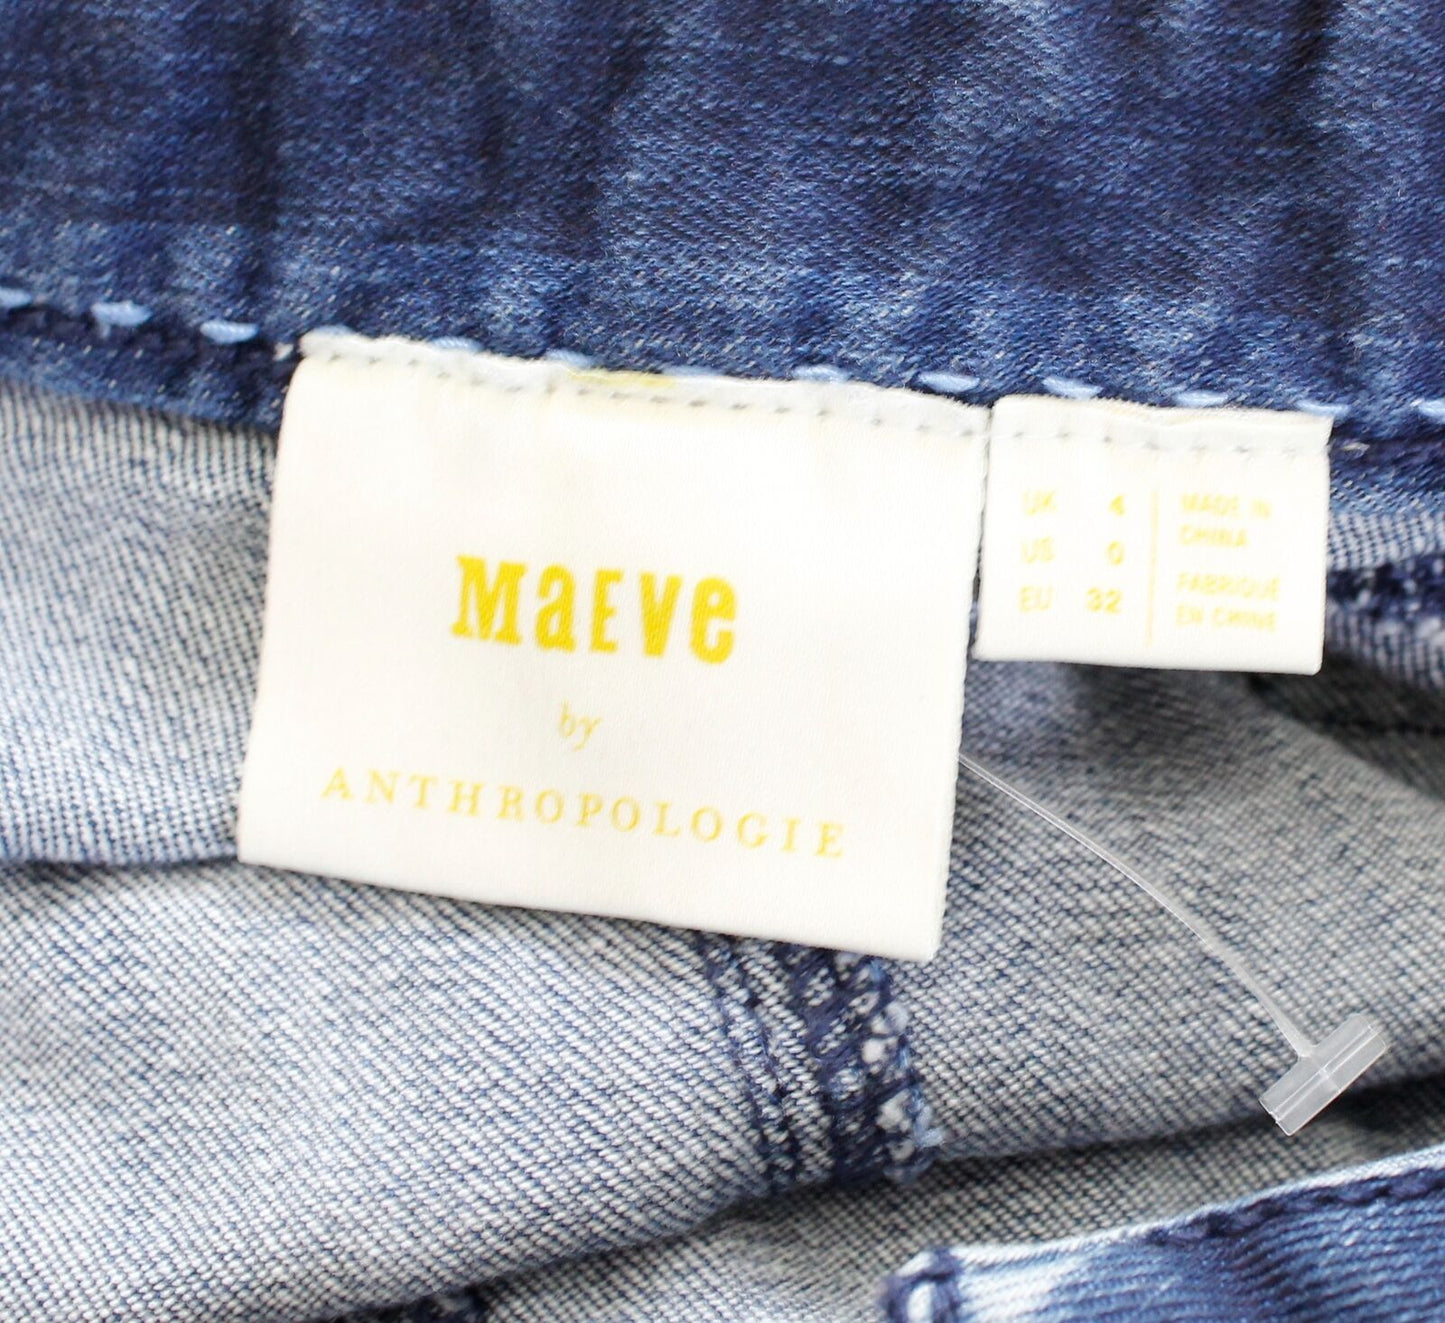 MaEVe
by
ANTHROPOLOGIE
UK 4
US 0
EU 32
MADE IN
CHINA
FABRIQUÉ
EN CHINE